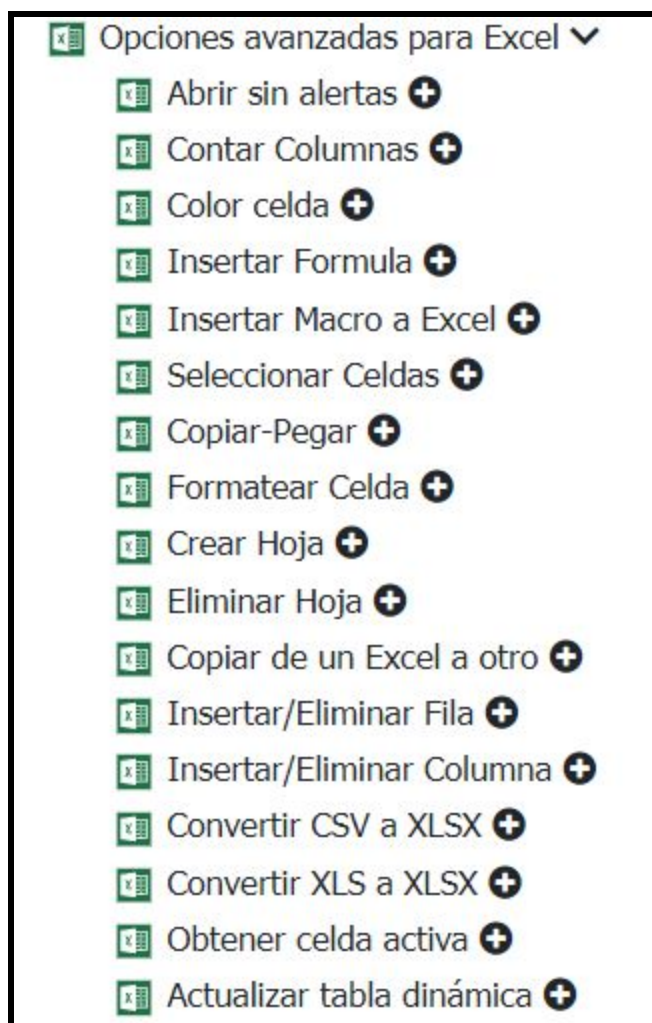 Opciones avanzadas para Excel
Abrir sin alertas
Contar Columnas
Color celda
Insertar Formula
Insertar Macro a Excel
Seleccionar Celdas
Copiar-Pegar
Formatear Celda
Crear Hoja
Eliminar Hoja
Copiar de un Excel a otro
Insertar/Eliminar Fila
Insertar/Eliminar Columna
Convertir CSV a XLSX
Convertir XLS a XLSX
Obtener celda activa
Actualizar tabla dinámica